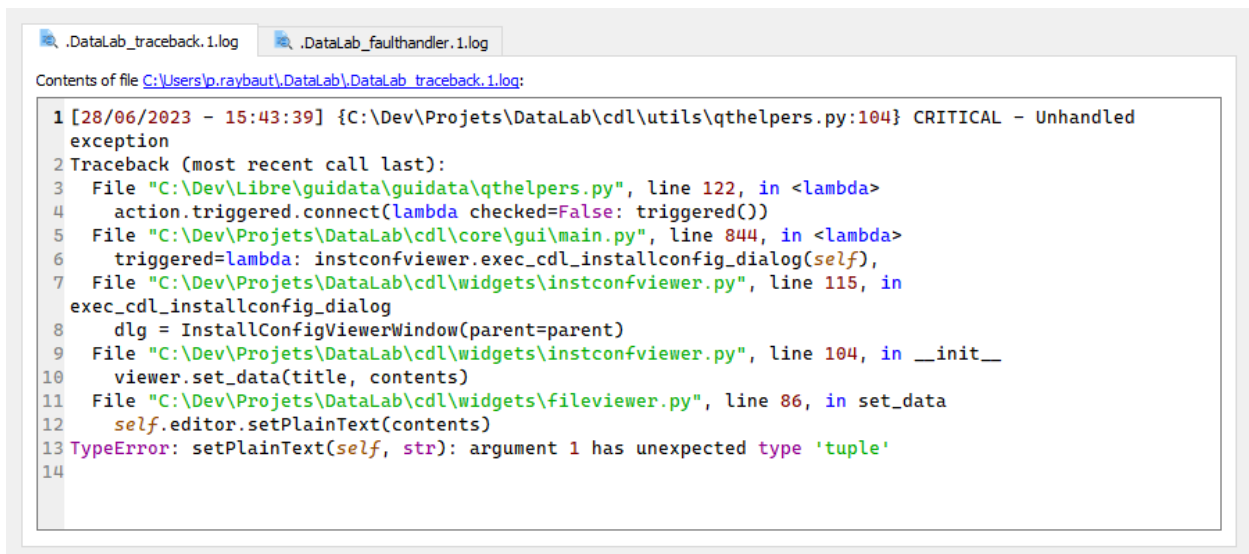 .DataLab_traceback.1.log .DataLab_faulthandler.1.log
Contents of file C:\Users\p.raybaut\.DataLab\.DataLab_traceback.1.log:
1 [28/06/2023 - 15:43:39] {C:\Dev\Projets\DataLab\cdl\utils\qthelpers.py:104} CRITICAL - Unhandled
exception
2 Traceback (most recent call last):
3   File "C:\Dev\Libre\guidata\guidata\qthelpers.py", line 122, in <lambda>
4     action.triggered.connect(lambda checked=False: triggered())
5   File "C:\Dev\Projets\DataLab\cdl\core\gui\main.py", line 844, in <lambda>
6     triggered=lambda: instconfviewer.exec_cdl_installconfig_dialog(self),
7   File "C:\Dev\Projets\DataLab\cdl\widgets\instconfviewer.py", line 115, in
exec_cdl_installconfig_dialog
8     dlg = InstallConfigViewerWindow(parent=parent)
9   File "C:\Dev\Projets\DataLab\cdl\widgets\instconfviewer.py", line 104, in __init__
10     viewer.set_data(title, contents)
11   File "C:\Dev\Projets\DataLab\cdl\widgets\fileviewer.py", line 86, in set_data
12     self.editor.setPlainText(contents)
13 TypeError: setPlainText(self, str): argument 1 has unexpected type 'tuple'
14